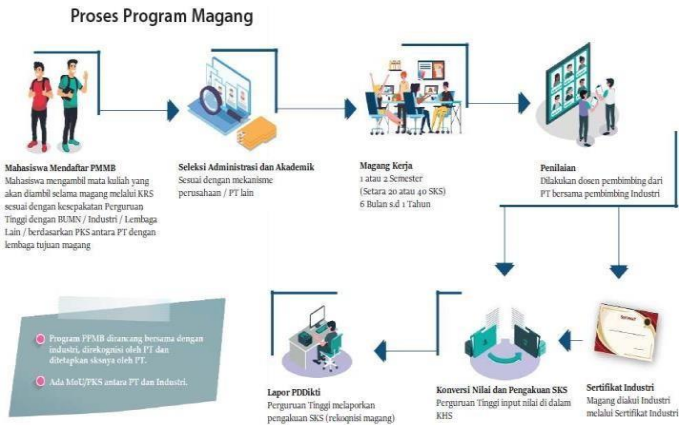 Proses Program Magang
Mahasiswa Mendaftar PMMB
Mahasiswa mengambil mata kuliah yang
akan diambil selama magang melalui KRS
sesuai dengan kesepakatan Perguruan
Tinggi dengan BUMN / Industri / Lembaga
Lain / berdasarkan PKS antara PT dengan
lembaga tujuan magang
Seleksi Administrasi dan Akademik
Sesuai dengan mekanisme
perusahaan / PT lain
Magang Kerja
1 atau 2 Semester
(Setara 20 atau 40 SKS)
6 Bulan s.d 1 Tahun
Penilaian
Dilakukan dosen pembimbing dari
PT bersama pembimbing Industri
Program PPMB dirancang bersama dengan
industri, direkognisi oleh PT dan
ditetapkan sksnya oleh PT.
Ada MoU/PKS antara PT dan Industri.
Lapor PDDikti
Perguruan Tinggi melaporkan
pengakuan SKS (rekoqnisi magang)
Konversi Nilai dan Pengakuan SKS
Perguruan Tinggi input nilai di dalam
KHS
Sertifikat Industri
Magang diakui Industri
melalui Sertifikat Industri